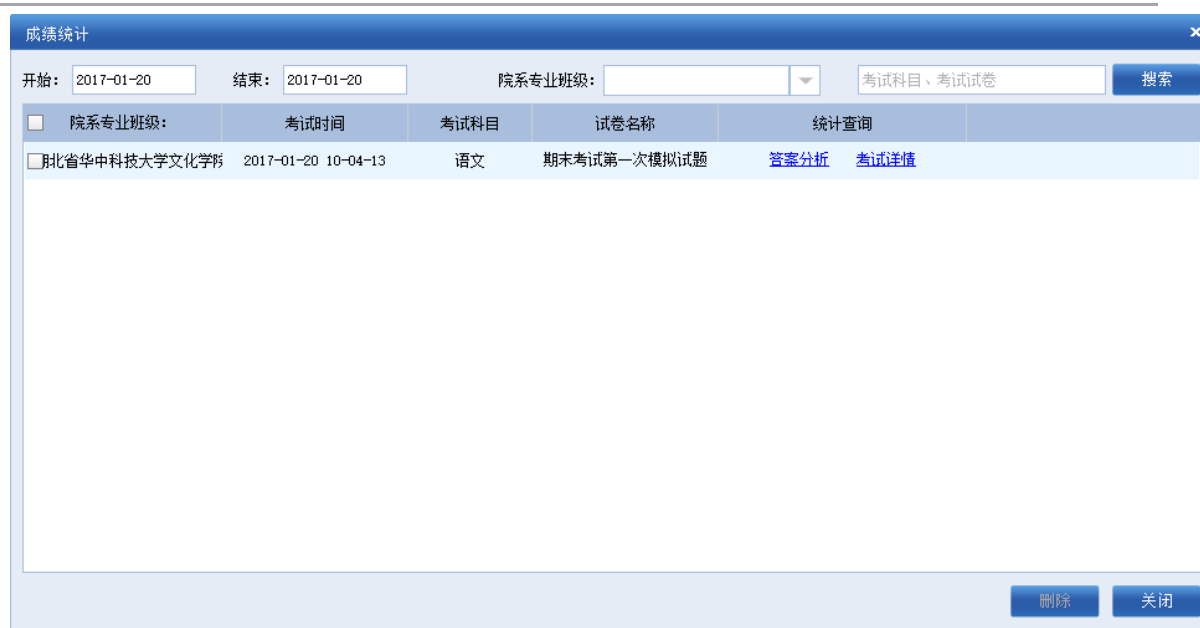 成绩统计
开始： 2017-01-20 结束： 2017-01-20 院系专业班级： 考试科目、考试试卷 搜索
院系专业班级： 考试时间 考试科目 试卷名称 统计查询
北省华中科技大学文化学院 2017-01-20 10-04-13 语文 期末考试第一次模拟试题 答案分析 考试详情
删除 关闭